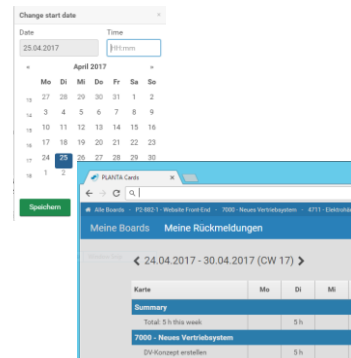 Change start date ×
Date Time
25.04.2017 HH:mm
« April 2017 »
Mo Di Mi Do Fr Sa So
13 27 28 29 30 31 1 2
14 3 4 5 6 7 8 9
15 10 11 12 13 14 15 16
16 17 18 19 20 21 22 23
17 24 25 26 27 28 29 30
18 1 2
Speichern
PLANTA Cards ×
Alle Boards - P2-BB2-1 - Website Front-End - 7000 - Neues Vertriebssystem - 4711 -
Meine Boards Meine Rückmeldungen
24.04.2017 - 30.04.2017 (CW 17)
Karte Mo Di Mi
Summary
Total: 5 h this week 5 h
7000 - Neues Vertriebsystem
DV-Konzept erstellen 5 h